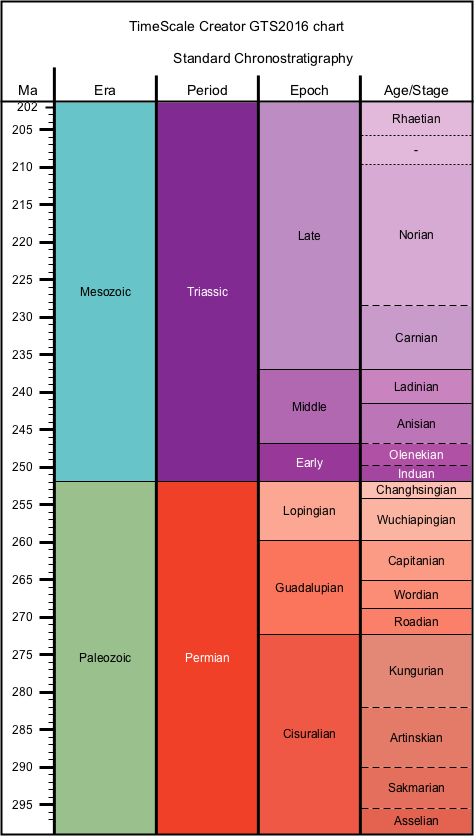 TimeScale Creator GTS2016 chart
Standard Chronostratigraphy
Ma Era Period Epoch Age/Stage
202
Rhaetian
205
-
210
215
Late Norian
220
225
Mesozoic Triassic
230
Carnian
235
Ladinian
240
Middle
Anisian
245
Olenekian
Early
250
Induan
Changhsingian
255
Lopingian
Wuchiapingian
260
Capitanian
265
Guadalupian
Wordian
270
Roadian
275
Paleozoic Permian
Kungurian
280
285
Cisuralian
Artinskian
290
Sakmarian
295
Asselian